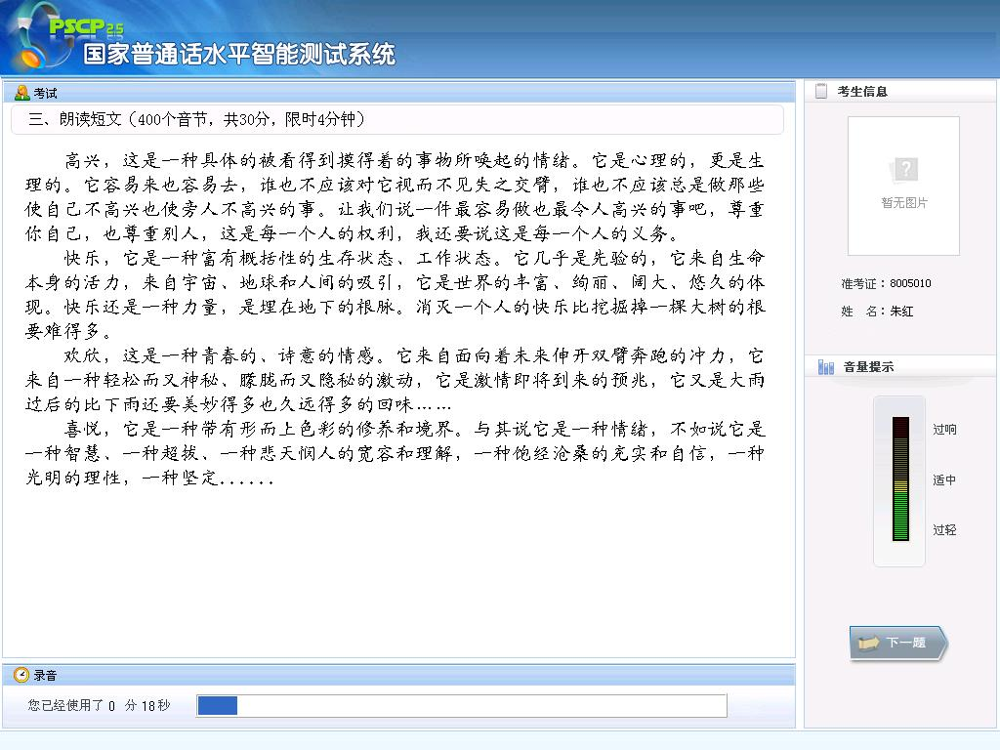 PSCP 2.5
国家普通话水平智能测试系统
考试
三、朗读短文（400个音节，共30分，限时4分钟）
高兴，这是一种具体的被看得到摸得着的事物所唤起的情绪。它是心理的，更是生
理的。它容易来也容易去，谁也不应该对它视而不见失之交臂，谁也不应该总是做那些
使自己不高兴也使旁人不高兴的事。让我们说一件最容易做也最令人高兴的事吧，尊重
你自己，也尊重别人，这是每一个人的权利，我还要说这是每一个人的义务。
快乐，它是一种富有概括性的生存状态、工作状态。它几乎是先验的，它来自生命
本身的活力，来自宇宙、地球和人间的吸引，它是世界的丰富、绚丽、阔大、悠久的体
现。快乐还是一种力量，是埋在地下的根脉。消灭一个人的快乐比挖掘掉一棵大树的根
要难得多。
欢欣，这是一种青春的、诗意的情感。它来自面向着未来伸开双臂奔跑的冲力，它
来自一种轻松而又神秘、朦胧而又隐秘的激动，它是激情即将到来的预兆，它又是大雨
过后的比下雨还要美妙得多也久远得多的回味……
喜悦，它是一种带有形而上色彩的修养和境界。与其说它是一种情绪，不如说它是
一种智慧、一种超拔、一种悲天悯人的宽容和理解，一种饱经沧桑的充实和自信，一种
光明的理性，一种坚定......
录音
您已经使用了 0 分 18 秒
考生信息
?
暂无图片
准考证：8005010
姓 名：朱红
音量提示
过响
适中
过轻
下一题